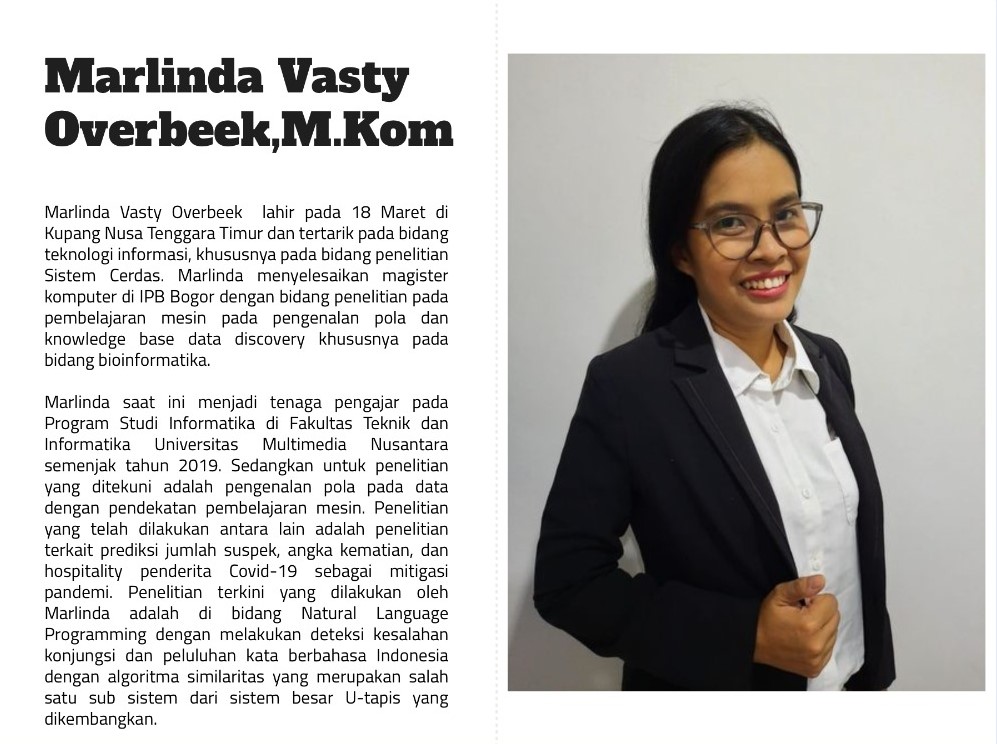 Marlinda Vasty
Overbeek,M.Kom
Marlinda Vasty Overbeek lahir pada 18 Maret di
Kupang Nusa Tenggara Timur dan tertarik pada bidang
teknologi informasi, khususnya pada bidang penelitian
Sistem Cerdas. Marlinda menyelesaikan magister
komputer di IPB Bogor dengan bidang penelitian pada
pembelajaran mesin pada pengenalan pola dan
knowledge base data discovery khususnya pada
bidang bioinformatika.
Marlinda saat ini menjadi tenaga pengajar pada
Program Studi Informatika di Fakultas Teknik dan
Informatika Universitas Multimedia Nusantara
semenjak tahun 2019. Sedangkan untuk penelitian
yang ditekuni adalah pengenalan pola pada data
dengan pendekatan pembelajaran mesin. Penelitian
yang telah dilakukan antara lain adalah penelitian
terkait prediksi jumlah suspek, angka kematian, dan
hospitality penderita Covid-19 sebagai mitigasi
pandemi. Penelitian terkini yang dilakukan oleh
Marlinda adalah di bidang Natural Language
Programming dengan melakukan deteksi kesalahan
konjungsi dan peluluhan kata berbahasa Indonesia
dengan algoritma similaritas yang merupakan salah
satu sub sistem dari sistem besar U-tapis yang
dikembangkan.